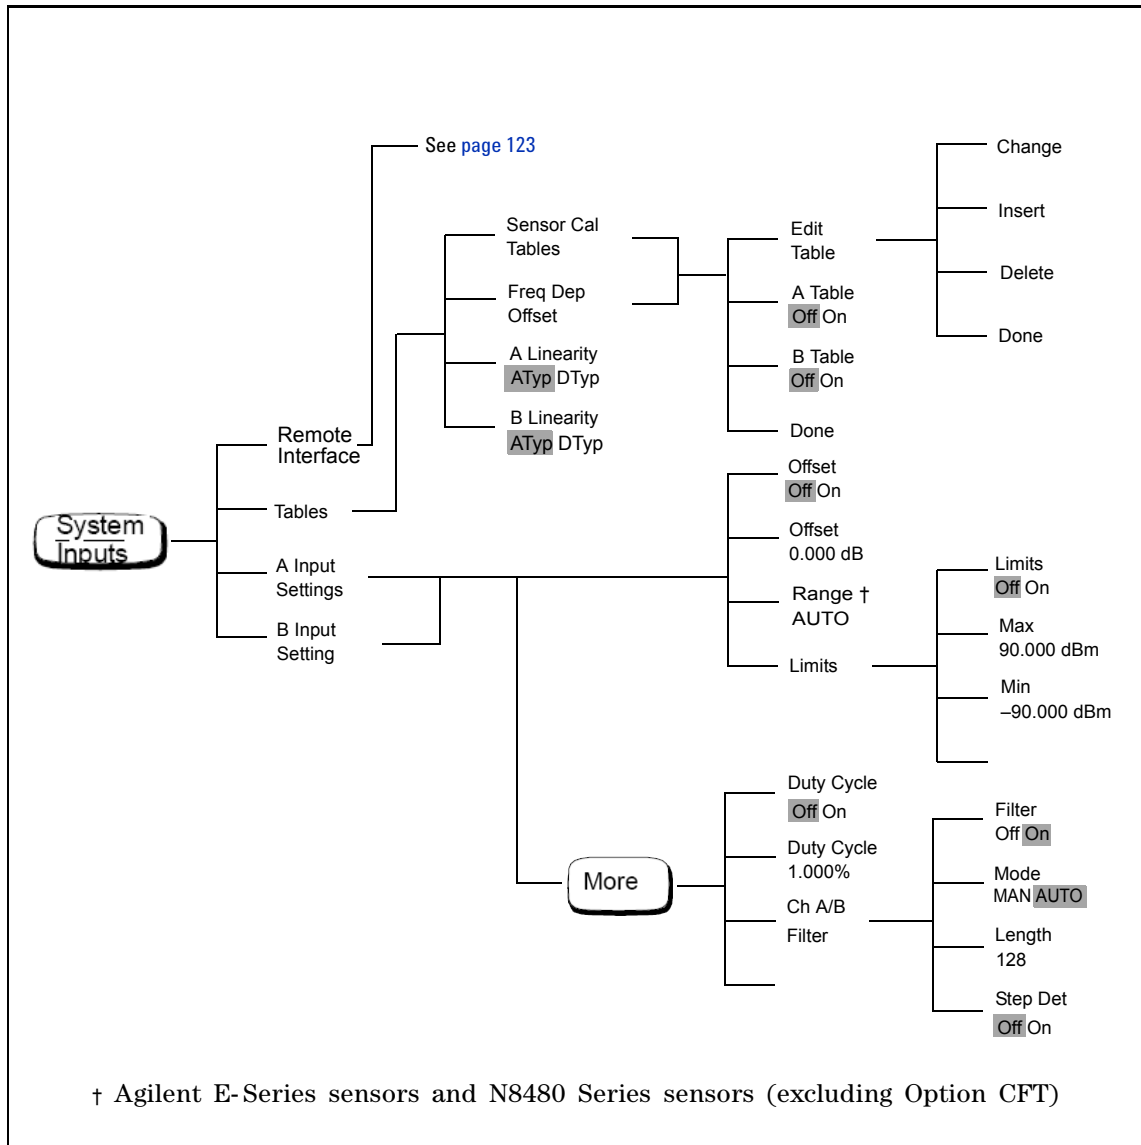 See page 123
Change
Insert
Delete
Done
Sensor Cal
Tables
Freq Dep
Offset
A Linearity
ATyp DTyp
B Linearity
ATyp DTyp
Edit
Table
A Table
Off On
B Table
Off On
Done
System
Inputs
Remote
Interface
Tables
A Input
Settings
B Input
Setting
Offset
Off On
Offset
0.000 dB
Range †
AUTO
Limits
Limits
Off On
Max
90.000 dBm
Min
–90.000 dBm
More
Duty Cycle
Off On
Duty Cycle
1.000%
Ch A/B
Filter
Filter
Off On
Mode
MAN AUTO
Length
128
Step Det
Off On
† Agilent E-Series sensors and N8480 Series sensors (excluding Option CFT)